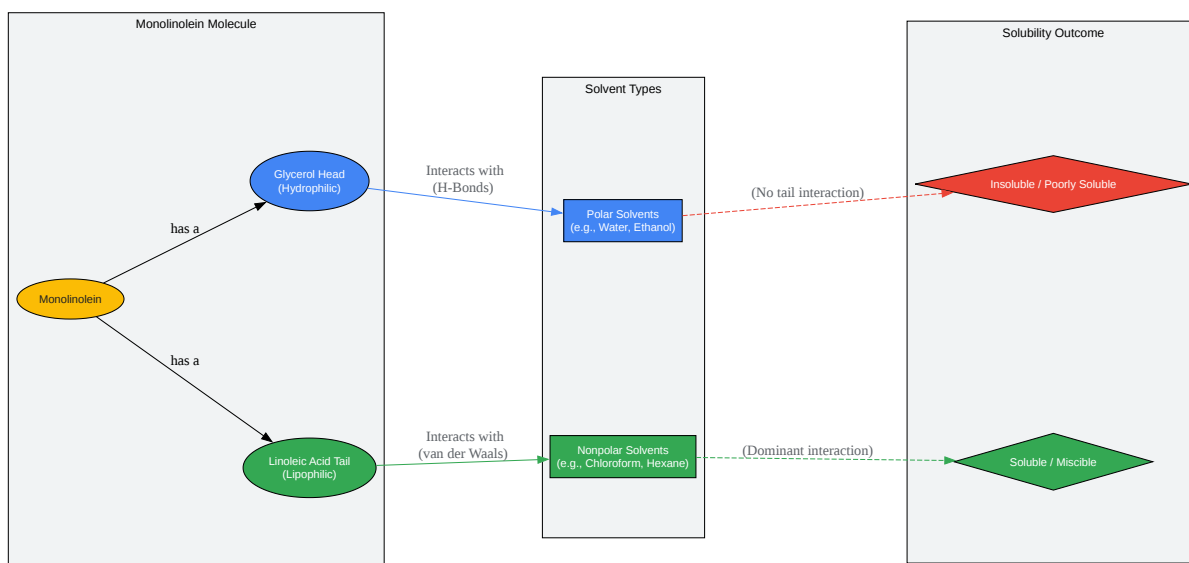 Monolinolein Molecule
Solubility Outcome
Solvent Types
Glycerol Head
(Hydrophilic)
Interacts with
(H-Bonds)
Polar Solvents
(e.g., Water, Ethanol)
(No tail interaction)
Insoluble / Poorly Soluble
has a
Monolinolein
has a
Linoleic Acid Tail
(Lipophilic)
Interacts with
(van der Waals)
Nonpolar Solvents
(e.g., Chloroform, Hexane)
(Dominant interaction)
Soluble / Miscible